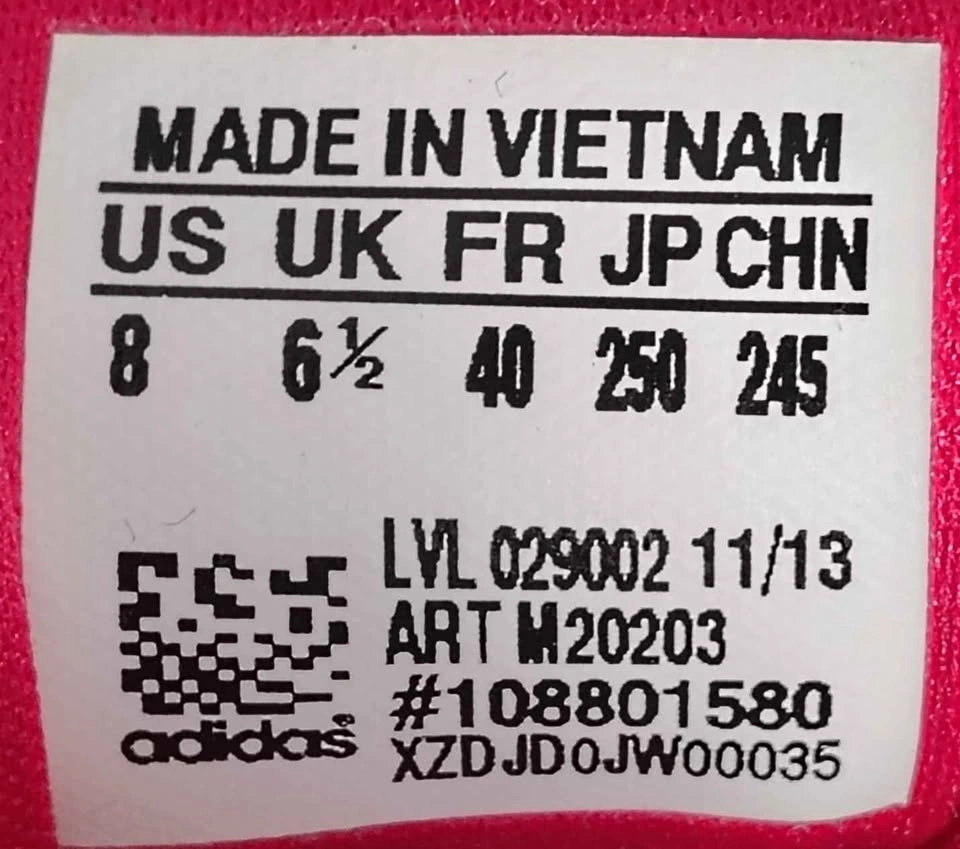 MADE IN VIETNAM
US UK FR JP CHN
8 6½ 40 250 245
LVL 029002 11/13
ART M20203
#108801580
adidas®
XZDJD0JW00035